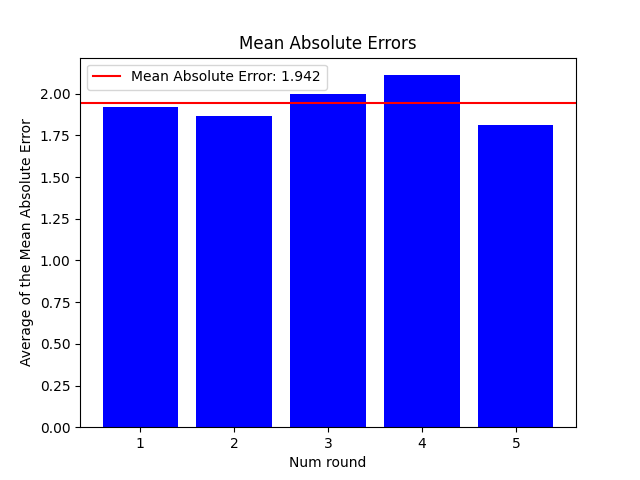 Mean Absolute Errors
Mean Absolute Error: 1.942
Average of the Mean Absolute Error
2.00
1.75
1.50
1.25
1.00
0.75
0.50
0.25
0.00
1 2 3 4 5
Num round